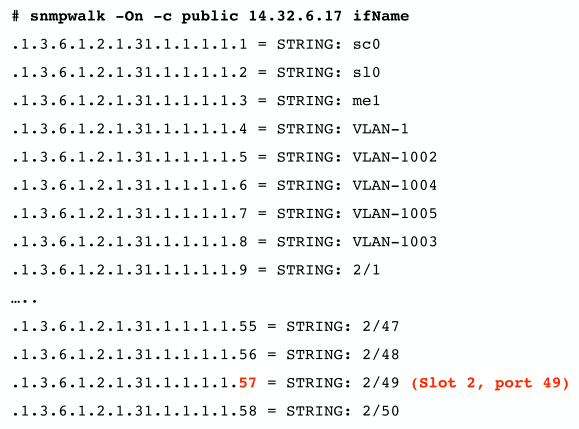 # snmpwalk -On -c public 14.32.6.17 ifName
.1.3.6.1.2.1.31.1.1.1.1.1 = STRING: sc0
.1.3.6.1.2.1.31.1.1.1.1.2 = STRING: sl0
.1.3.6.1.2.1.31.1.1.1.1.3 = STRING: me1
.1.3.6.1.2.1.31.1.1.1.1.4 = STRING: VLAN-1
.1.3.6.1.2.1.31.1.1.1.1.5 = STRING: VLAN-1002
.1.3.6.1.2.1.31.1.1.1.1.6 = STRING: VLAN-1004
.1.3.6.1.2.1.31.1.1.1.1.7 = STRING: VLAN-1005
.1.3.6.1.2.1.31.1.1.1.1.8 = STRING: VLAN-1003
.1.3.6.1.2.1.31.1.1.1.1.9 = STRING: 2/1
…..
.1.3.6.1.2.1.31.1.1.1.1.55 = STRING: 2/47
.1.3.6.1.2.1.31.1.1.1.1.56 = STRING: 2/48
.1.3.6.1.2.1.31.1.1.1.1.57 = STRING: 2/49 (Slot 2, port 49)
.1.3.6.1.2.1.31.1.1.1.1.58 = STRING: 2/50